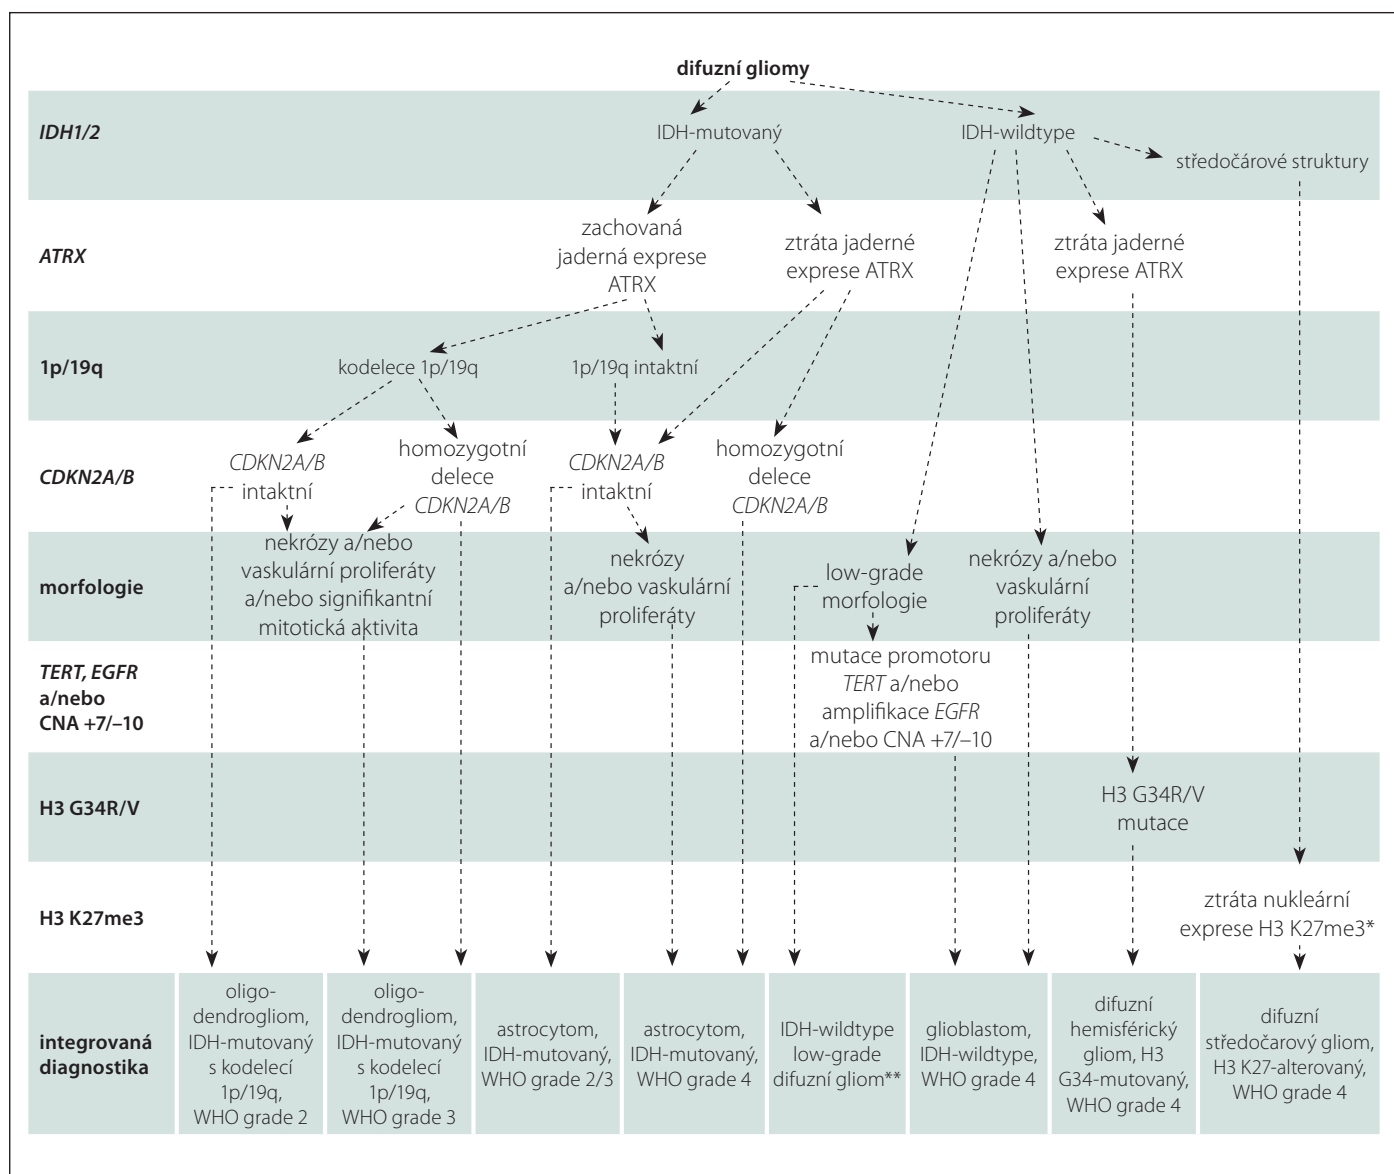 difuzní gliomy
IDH1/2
IDH-mutovaný
IDH-wildtype
středočárové struktury
ATRX
zachovaná
jaderná exprese
ATRX
ztráta jaderné
exprese ATRX
ztráta jaderné
exprese ATRX
1p/19q
kodelece 1p/19q
1p/19q intaktní
CDKN2A/B
CDKN2A/B
intaktní
homozygotní
delece
CDKN2A/B
CDKN2A/B
intaktní
homozygotní
delece
CDKN2A/B
morfologie
nekrózy a/nebo
vaskulární proliferáty
a/nebo signifikantní
mitotická aktivita
nekrózy
a/nebo vaskulární
proliferáty
low-grade
morfologie
nekrózy a/nebo
vaskulární
proliferáty
TERT, EGFR
a/nebo
CNA +7/–10
mutace promotoru
TERT a/nebo
amplifikace EGFR
a/nebo CNA +7/–10
H3 G34R/V
H3 G34R/V
mutace
H3 K27me3
ztráta nukleární
exprese H3 K27me3*
integrovaná
diagnostika
oligo-
dendrogliom,
IDH-mutovaný
s kodelecí
1p/19q,
WHO grade 2
oligo-
dendrogliom,
IDH-mutovaný
s kodelecí
1p/19q,
WHO grade 3
astrocytom,
IDH-mutovaný,
WHO grade 2/3
astrocytom,
IDH-mutovaný,
WHO grade 4
IDH-wildtype
low-grade
difuzní gliom**
glioblastom,
IDH-wildtype,
WHO grade 4
difuzní
hemisférický
gliom, H3
G34-mutovaný,
WHO grade 4
difuzní
středočarový gliom,
H3 K27-alterovaný,
WHO grade 4